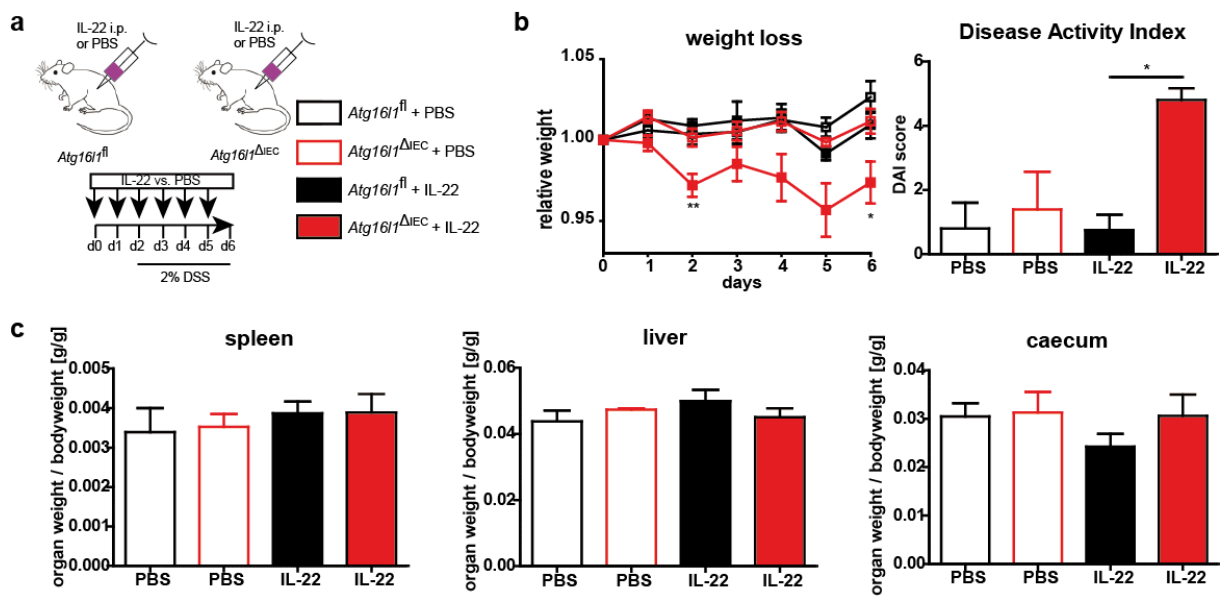 a
IL-22 i.p.
or PBS
IL-22 i.p.
or PBS
Atg16l1fl
Atg16l1ΔIEC
IL-22 vs. PBS
d0 d1 d2 d3 d4 d5 d6
2% DSS
Atg16l1fl + PBS
Atg16l1ΔIEC + PBS
Atg16l1fl + IL-22
Atg16l1ΔIEC + IL-22
b
weight loss
relative weight
1.05
1.00
0.95
**
*
0 1 2 3 4 5 6
days
Disease Activity Index
DAI score
6
4
2
0
*
PBS PBS IL-22 IL-22
c
spleen
organ weight / bodyweight [g/g]
0.005
0.004
0.003
0.002
0.001
0.000
PBS PBS IL-22 IL-22
liver
organ weight / bodyweight [g/g]
0.06
0.04
0.02
0.00
PBS PBS IL-22 IL-22
caecum
organ weight / bodyweight [g/g]
0.04
0.03
0.02
0.01
0.00
PBS PBS IL-22 IL-22